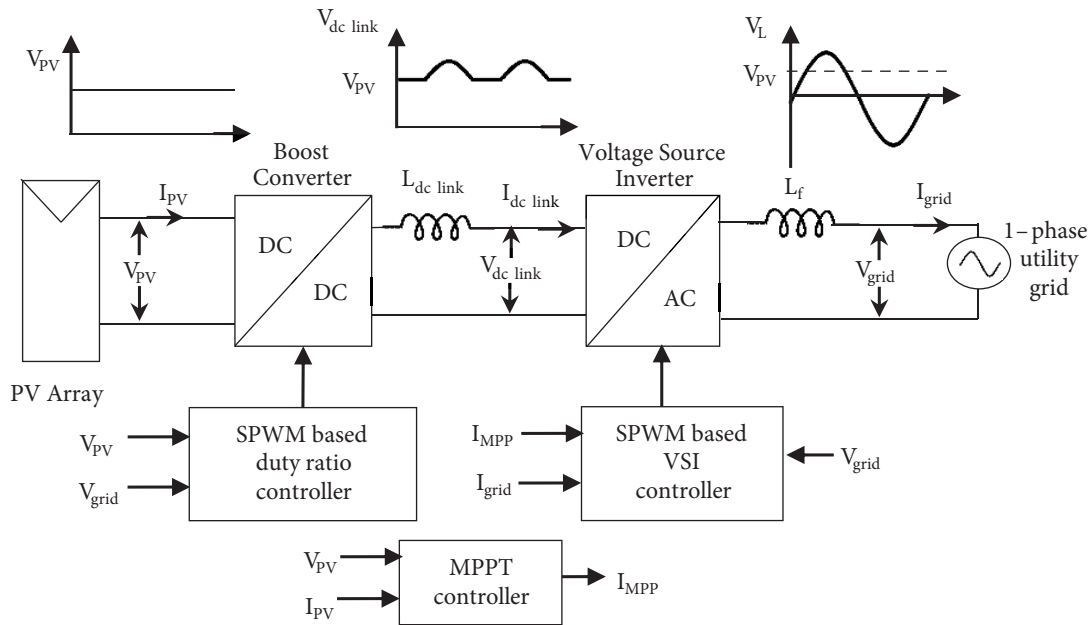 V_PV
V_dc link
V_PV
V_L
V_PV
Boost
Converter
Voltage Source
Inverter
I_PV
L_dc link
I_dc link
L_f
I_grid
DC
DC
V_PV
V_dc link
DC
AC
V_grid
1–phase
utility
grid
PV Array
V_PV
V_grid
SPWM based
duty ratio
controller
I_MPP
I_grid
SPWM based
VSI
controller
V_grid
V_PV
I_PV
MPPT
controller
I_MPP